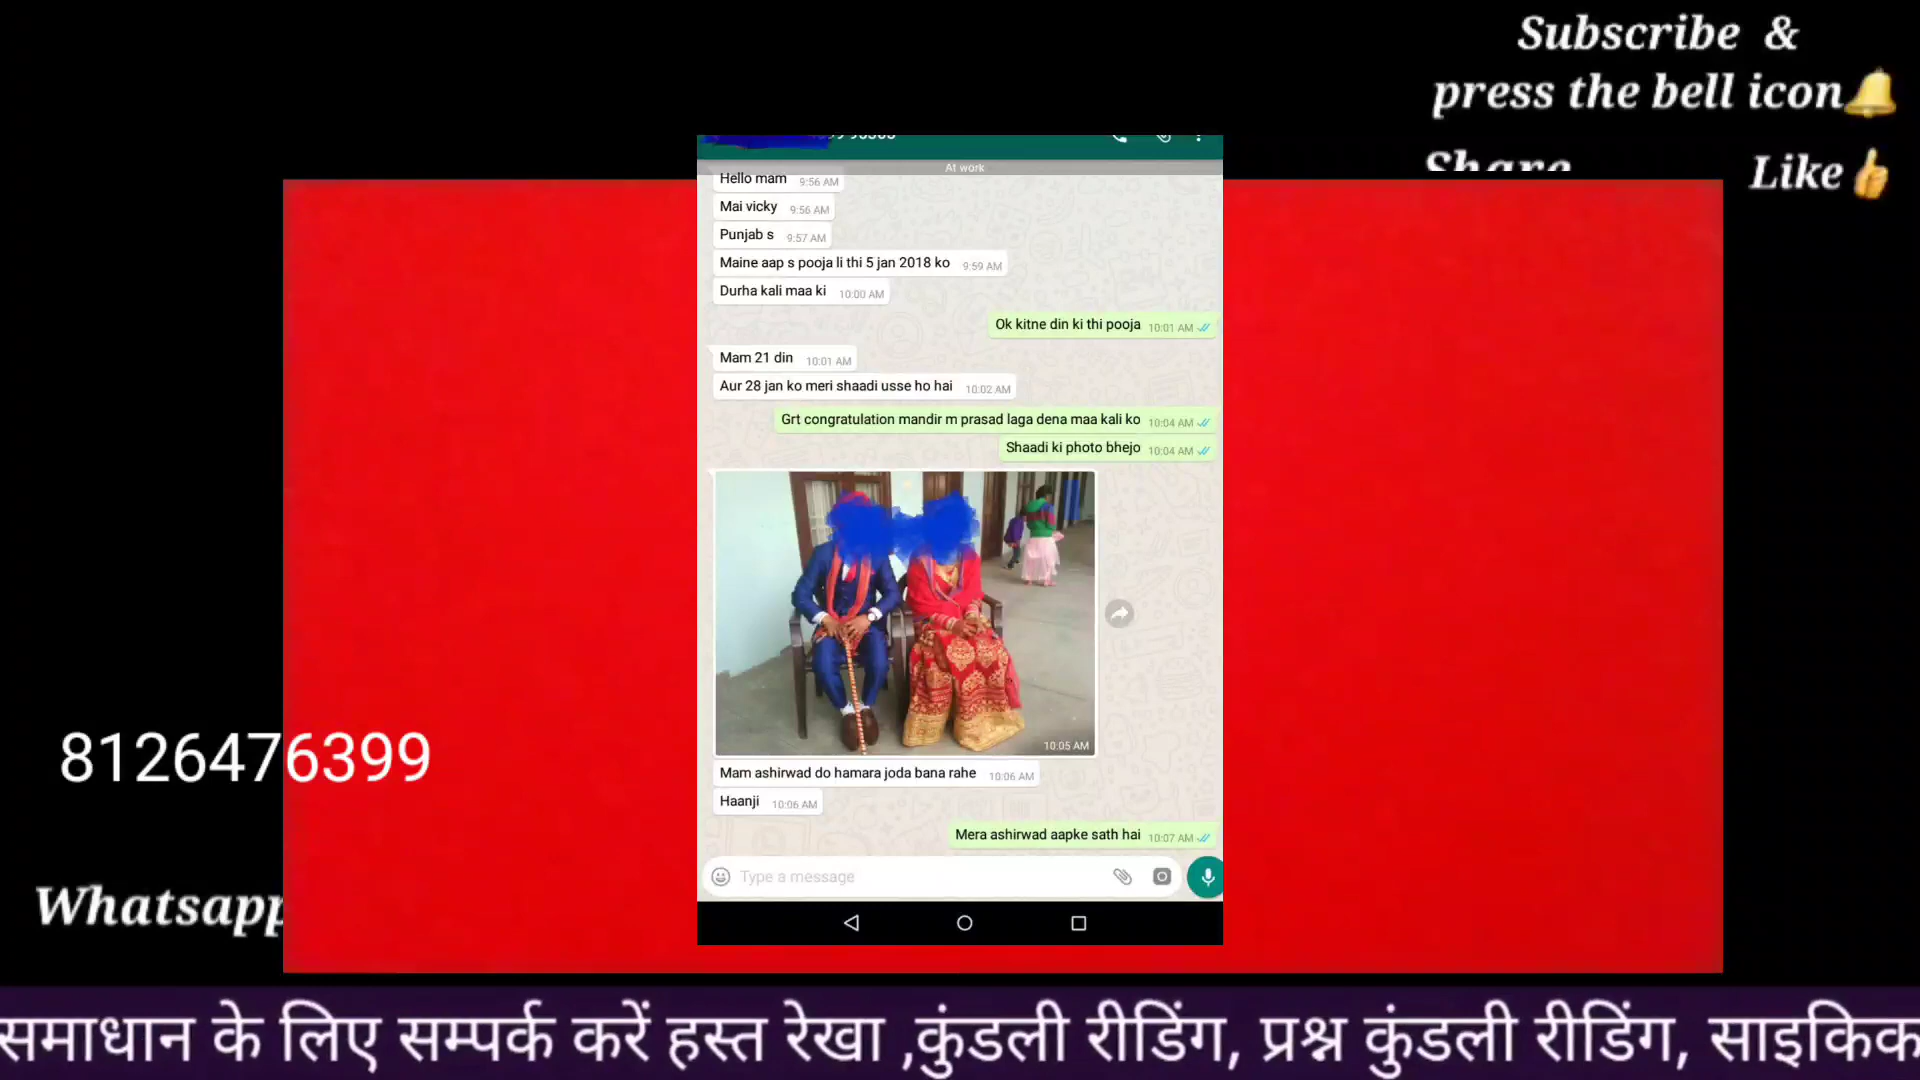 Subscribe &
press the bell icon
Share
Like
At work
Hello mam 9:56 AM
Mai vicky 9:56 AM
Punjab s 9:57 AM
Maine aap s pooja li thi 5 jan 2018 ko 9:59 AM
Durha kali maa ki 10:00 AM
Ok kitne din ki thi pooja 10:01 AM
Mam 21 din 10:01 AM
Aur 28 jan ko meri shaadi usse ho hai 10:02 AM
Grt congratulation mandir m prasad laga dena maa kali ko 10:04 AM
Shaadi ki photo bhejo 10:04 AM
10:05 AM
Mam ashirwad do hamara joda bana rahe 10:06 AM
Haanji 10:06 AM
Mera ashirwad aapke sath hai 10:07 AM
Type a message
8126476399
Whatsapp
समाधान के लिए सम्पर्क करें हस्त रेखा ,कुंडली रीडिंग, प्रश्न कुंडली रीडिंग, साइकिक